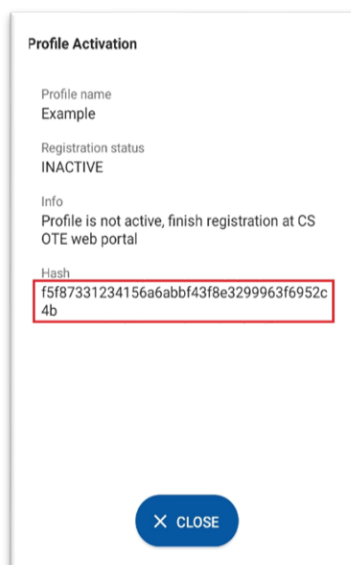 Profile Activation
Profile name
Example
Registration status
INACTIVE
Info
Profile is not active, finish registration at CS
OTE web portal
Hash
f5f87331234156a6abbf43f8e3299963f6952c
4b
CLOSE